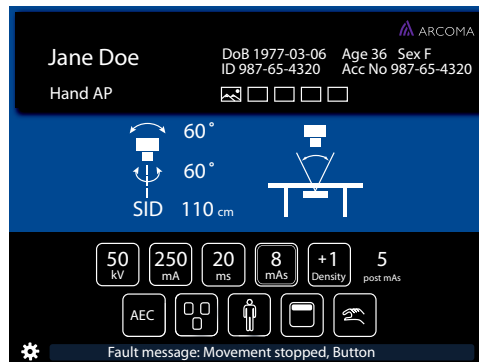 ARCOMA
Jane Doe
DoB 1977-03-06 Age 36 Sex F
ID 987-65-4320 Acc No 987-65-4320
Hand AP
60°
60°
SID 110 cm
50 kV
250 mA
20 ms
8 mAs
+1 Density
5 post mAs
AEC
Fault message: Movement stopped, Button